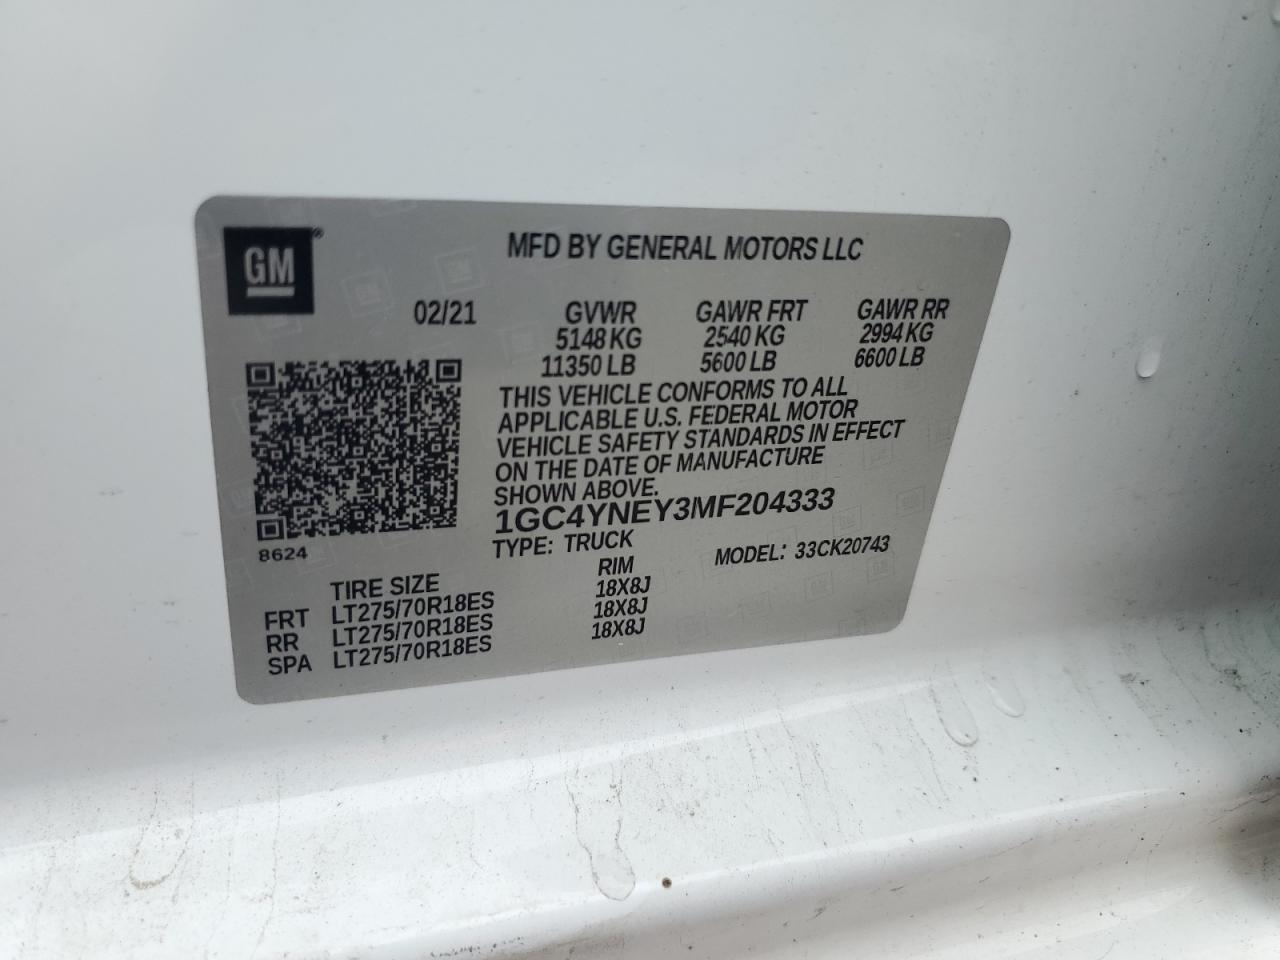 GM®
MFD BY GENERAL MOTORS LLC
02/21 GVWR GAWR FRT GAWR RR
5148 KG 2540 KG 2994 KG
11350 LB 5600 LB 6600 LB
THIS VEHICLE CONFORMS TO ALL
APPLICABLE U.S. FEDERAL MOTOR
VEHICLE SAFETY STANDARDS IN EFFECT
ON THE DATE OF MANUFACTURE
SHOWN ABOVE.
1GC4YNEY3MF204333
8624
TYPE: TRUCK MODEL: 33CK20743
TIRE SIZE RIM
FRT LT275/70R18ES 18X8J
RR LT275/70R18ES 18X8J
SPA LT275/70R18ES 18X8J